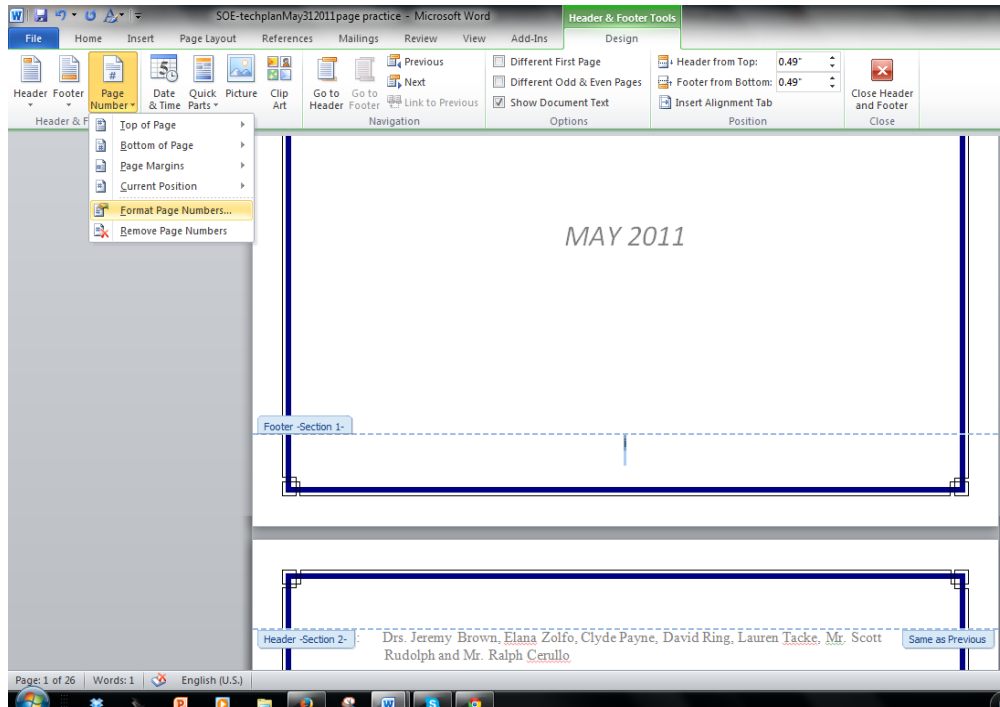 SOE-techplanMay312011page practice - Microsoft Word
Header & Footer Tools
File Home Insert Page Layout References Mailings Review View Add-Ins Design
Header Footer Page Number Date & Time Quick Parts Picture Clip Art Go to Header Go to Footer
Previous
Next
Link to Previous
Different First Page
Different Odd & Even Pages
Show Document Text
Header from Top: 0.49"
Footer from Bottom: 0.49"
Insert Alignment Tab
Close Header and Footer
Header & F Navigation Options Position Close
Top of Page
Bottom of Page
Page Margins
Current Position
Format Page Numbers...
Remove Page Numbers
MAY 2011
Footer -Section 1-
Header -Section 2- : Drs. Jeremy Brown, Elana Zolfo, Clyde Payne, David Ring, Lauren Tacke, Mr. Scott
Rudolph and Mr. Ralph Cerullo
Same as Previous
Page: 1 of 26 Words: 1 English (U.S.)